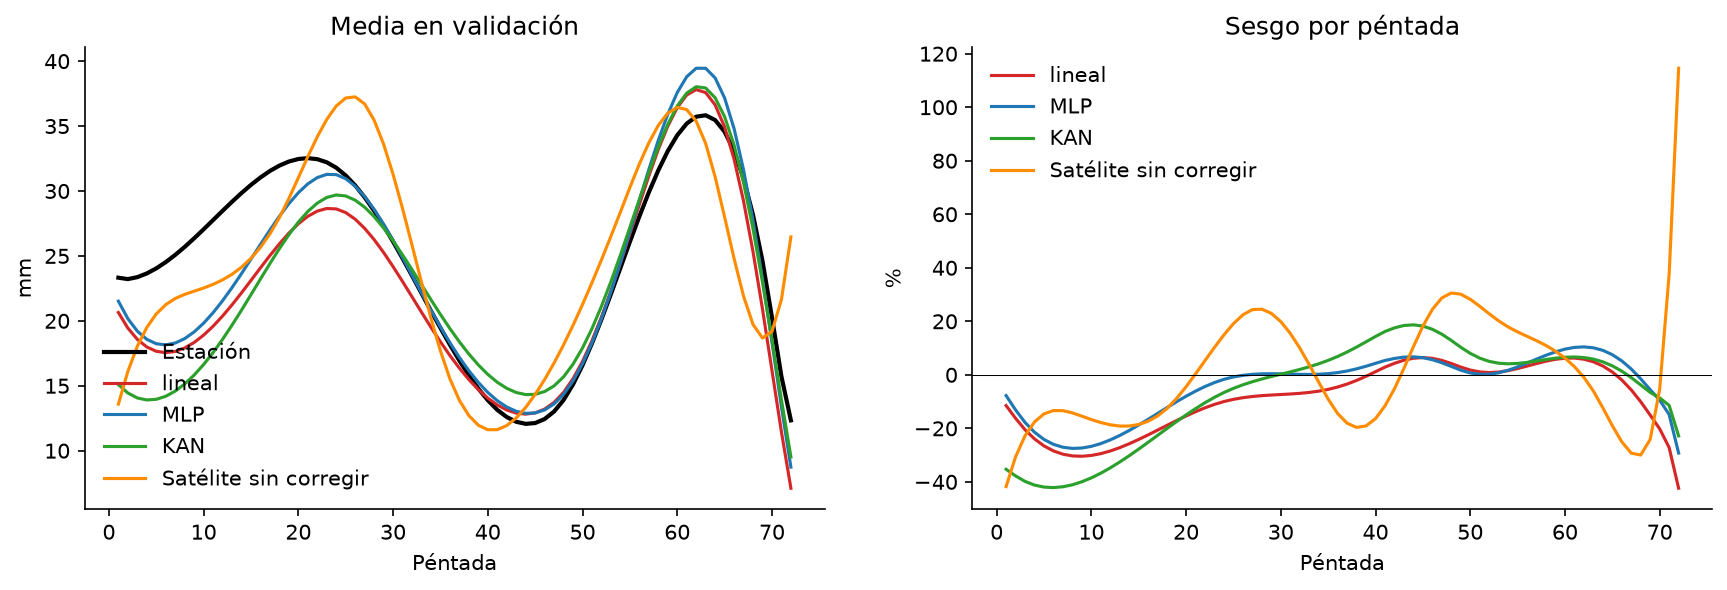 Media en validación
40
35
30
25
20
15
10
mm
Estación
lineal
MLP
KAN
Satélite sin corregir
0 10 20 30 40 50 60 70
Péntada
Sesgo por péntada
120
100
80
60
40
20
0
−20
−40
%
lineal
MLP
KAN
Satélite sin corregir
0 10 20 30 40 50 60 70
Péntada